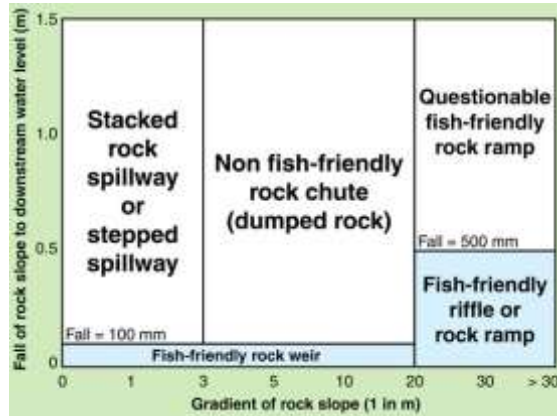 Fall of rock slope to downstream water level (m)
1.5
1.0
0.5
0
Stacked
rock
spillway
or
stepped
spillway
Fall = 100 mm
Non fish-friendly
rock chute
(dumped rock)
Questionable
fish-friendly
rock ramp
Fall = 500 mm
Fish-friendly
riffle or
rock ramp
Fish-friendly rock weir
0 1 3 5 10 20 30 > 30
Gradient of rock slope (1 in m)